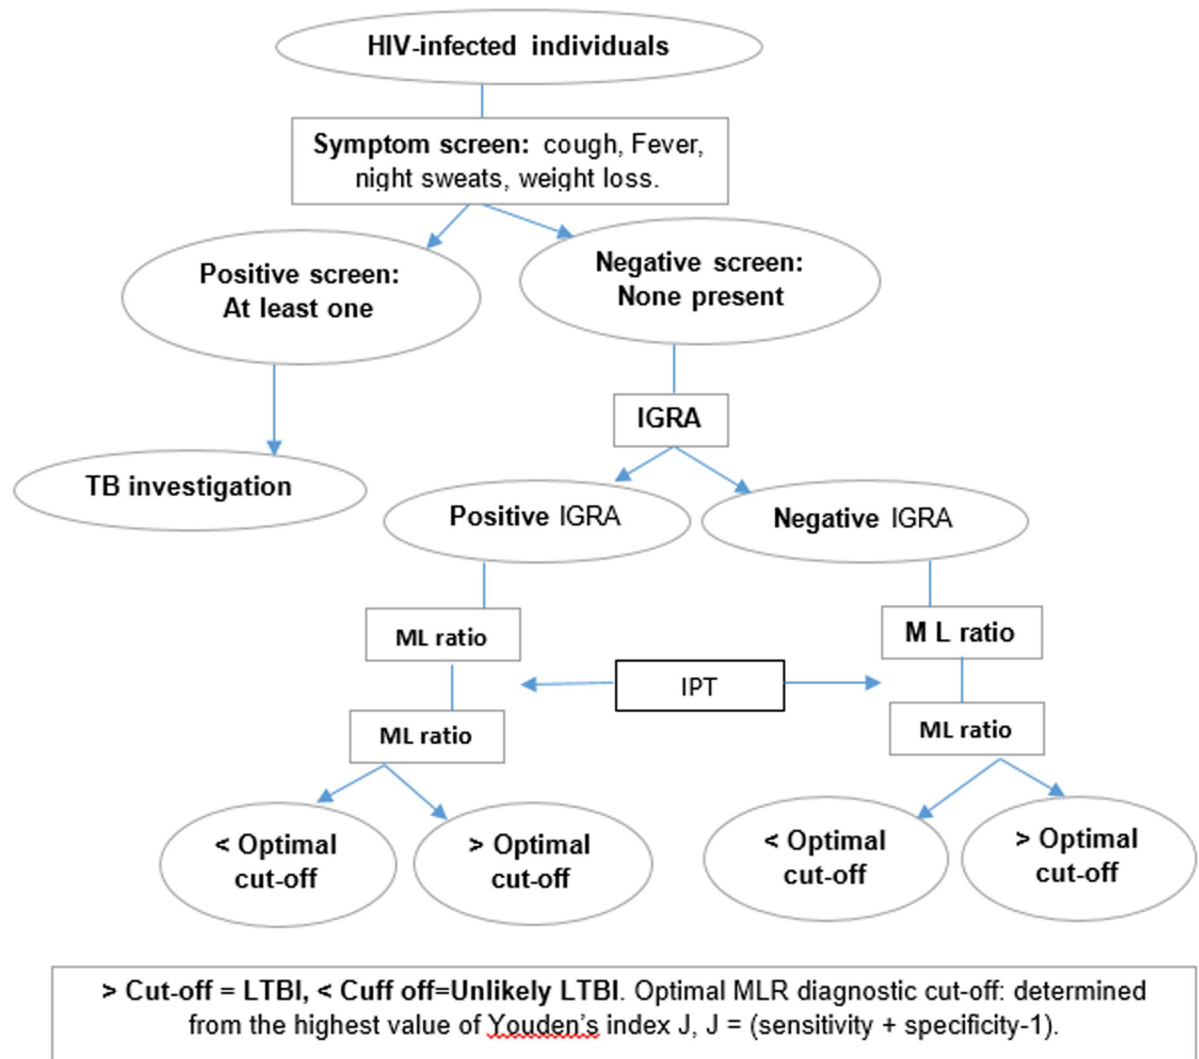 HIV-infected individuals
Symptom screen: cough, Fever,
night sweats, weight loss.
Positive screen:
At least one
Negative screen:
None present
IGRA
TB investigation
Positive IGRA
Negative IGRA
ML ratio
M L ratio
IPT
ML ratio
ML ratio
< Optimal
cut-off
> Optimal
cut-off
< Optimal
cut-off
> Optimal
cut-off
> Cut-off = LTBI, < Cuff off=Unlikely LTBI. Optimal MLR diagnostic cut-off: determined
from the highest value of Youden's index J, J = (sensitivity + specificity-1).